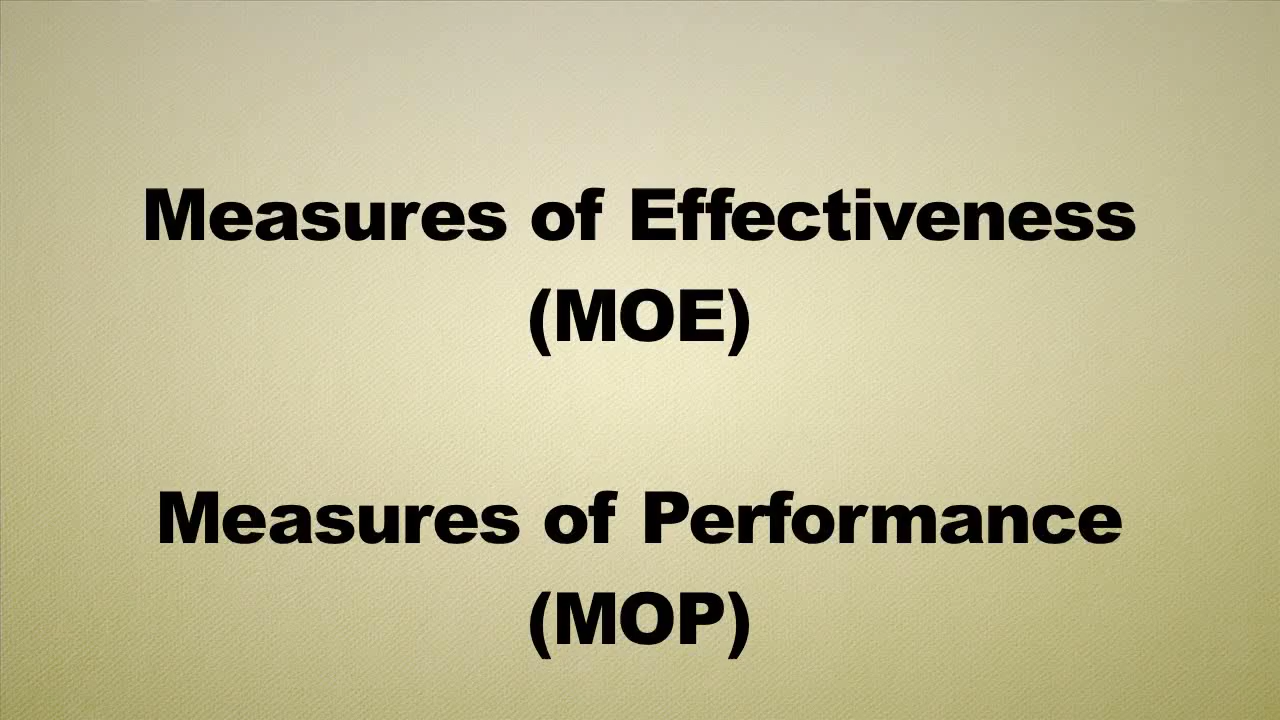 Measures of Effectiveness
(MOE)
Measures of Performance
(MOP)